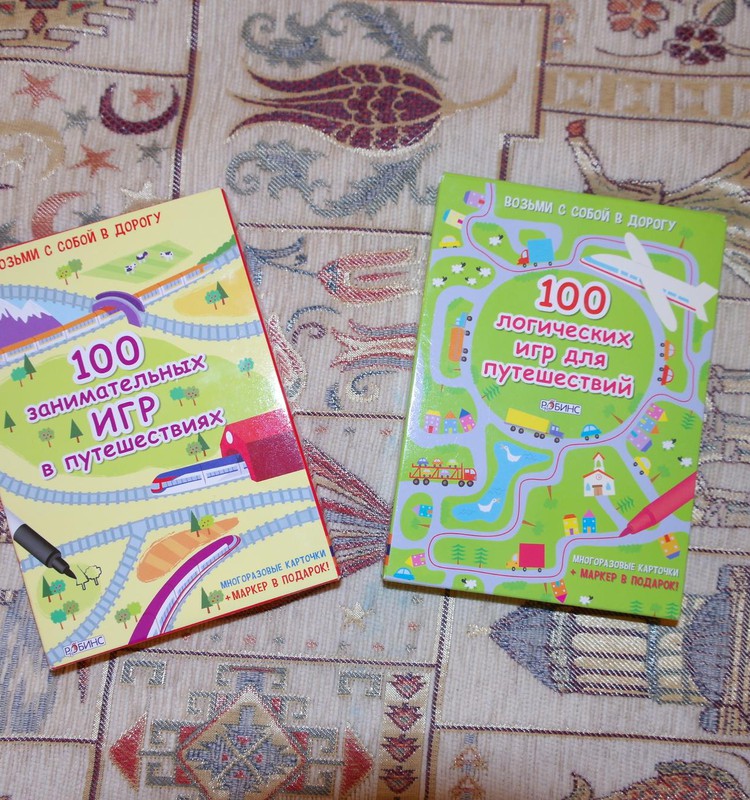 ВОЗЬМИ С СОБОЙ В ДОРОГУ
100
занимательных
ИГР
в путешествиях
МНОГОРАЗОВЫЕ КАРТОЧКИ
+ МАРКЕР В ПОДАРОК!
РОБИНС
ВОЗЬМИ С СОБОЙ В ДОРОГУ
100
логических
игр для
путешествий
РОБИНС
МНОГОРАЗОВЫЕ КАРТОЧКИ
+ МАРКЕР В ПОДАРОК!